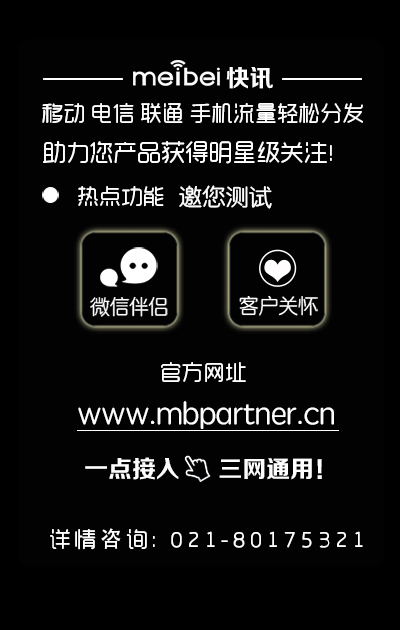 meibei 快讯
移动 电信 联通 手机流量轻松分发
助力您产品获得明星级关注!
热点功能 邀您测试
微信伴侣
客户关怀
官方网址
www.mbpartner.cn
一点接入 三网通用!
详情咨询: 021-80175321